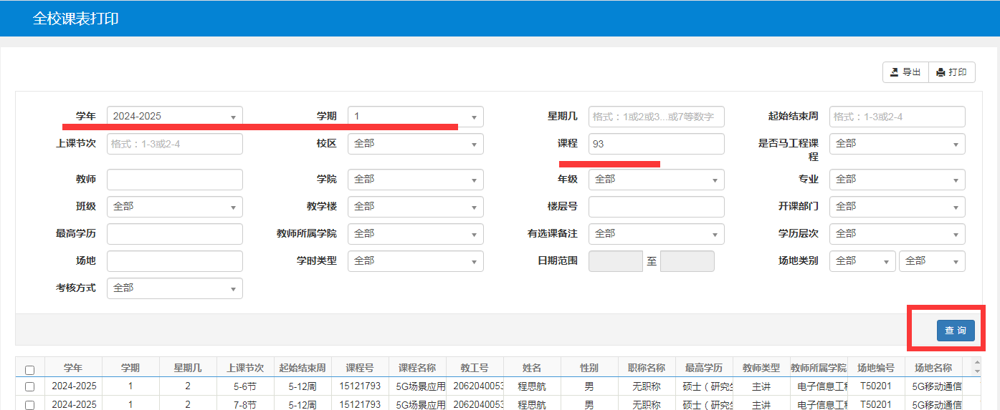 全校课表打印
导出 打印
学年 2024-2025 学期 1 星期几 格式：1或2或3...或7等数字 起始结束周 格式：1-3或2-4
上课节次 格式：1-3或2-4 校区 全部 课程 93 是否马工程课 全部
程
教师 学院 全部 年级 全部 专业 全部
班级 全部 教学楼 全部 楼层号 开课部门 全部
最高学历 教师所属学院 全部 有选课备注 全部 学历层次 全部
场地 学时类型 全部 日期范围 至 场地类别 全部 全部
考核方式 全部
查 询
学年 学期 星期几 上课节次 起始结束周 课程号 课程名称 教工号 姓名 性别 职称名称 最高学历 教师类型 教师所属学院 场地编号 场地名称
2024-2025 1 2 5-6节 5-12周 15121793 5G场景应用 2062040053 程思航 男 无职称 硕士（研究生 主讲 电子信息工程 T50201 5G移动通信
2024-2025 1 2 7-8节 5-12周 15121793 5G场景应用 2062040053 程思航 男 无职称 硕士（研究生 主讲 电子信息工程 T50201 5G移动通信